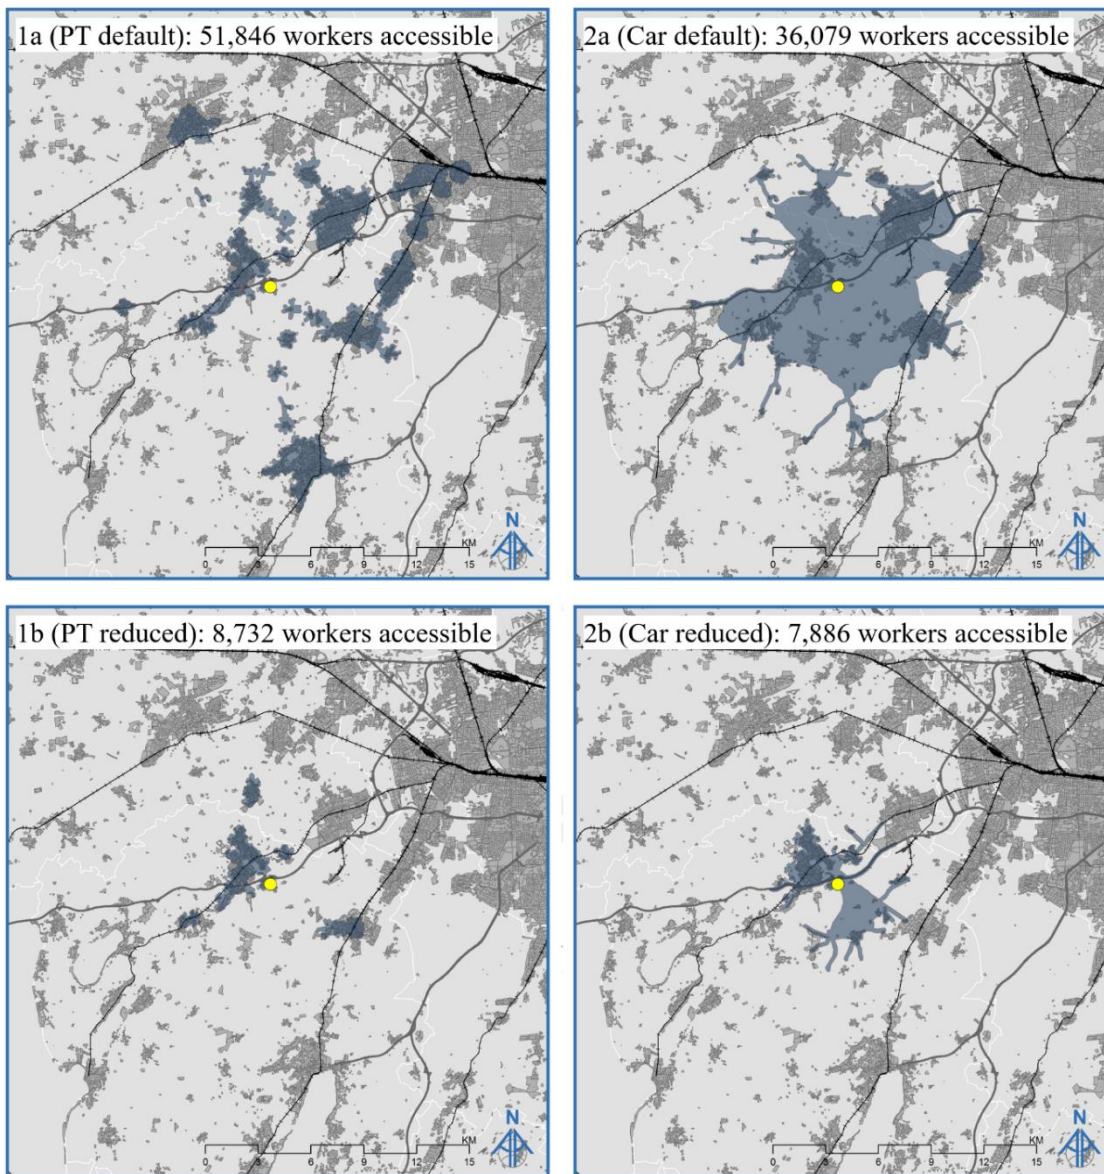 1a (PT default): 51,846 workers accessible
N
KM
0 3 6 9 12 15
2a (Car default): 36,079 workers accessible
N
KM
0 3 6 9 12 15
1b (PT reduced): 8,732 workers accessible
N
KM
0 3 6 9 12 15
2b (Car reduced): 7,886 workers accessible
N
KM
0 3 6 9 12 15